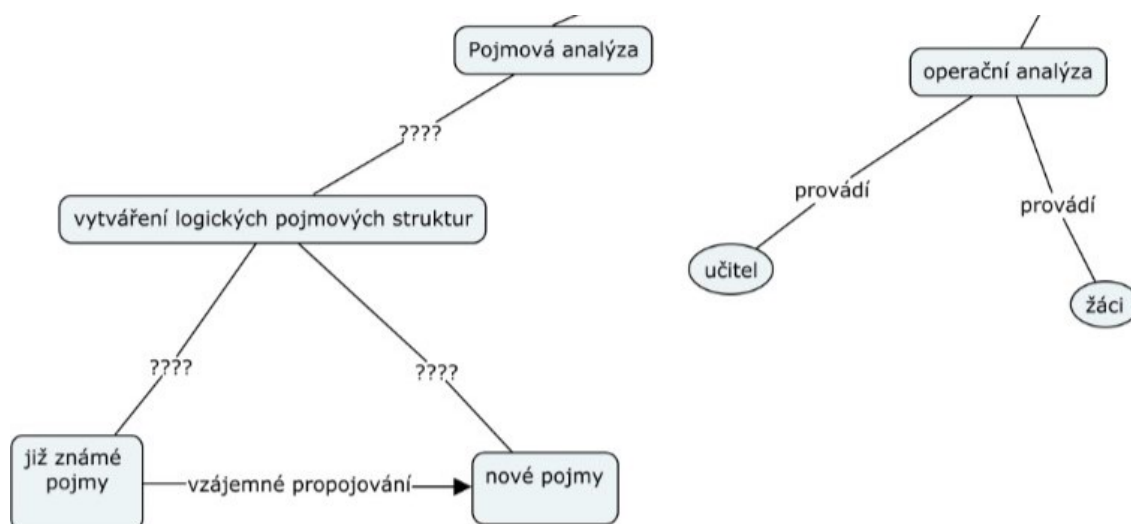 Pojmová analýza
operační analýza
????
provádí
provádí
vytváření logických pojmových struktur
učitel
žáci
????
????
již známé
pojmy
vzájemné propojování
nové pojmy